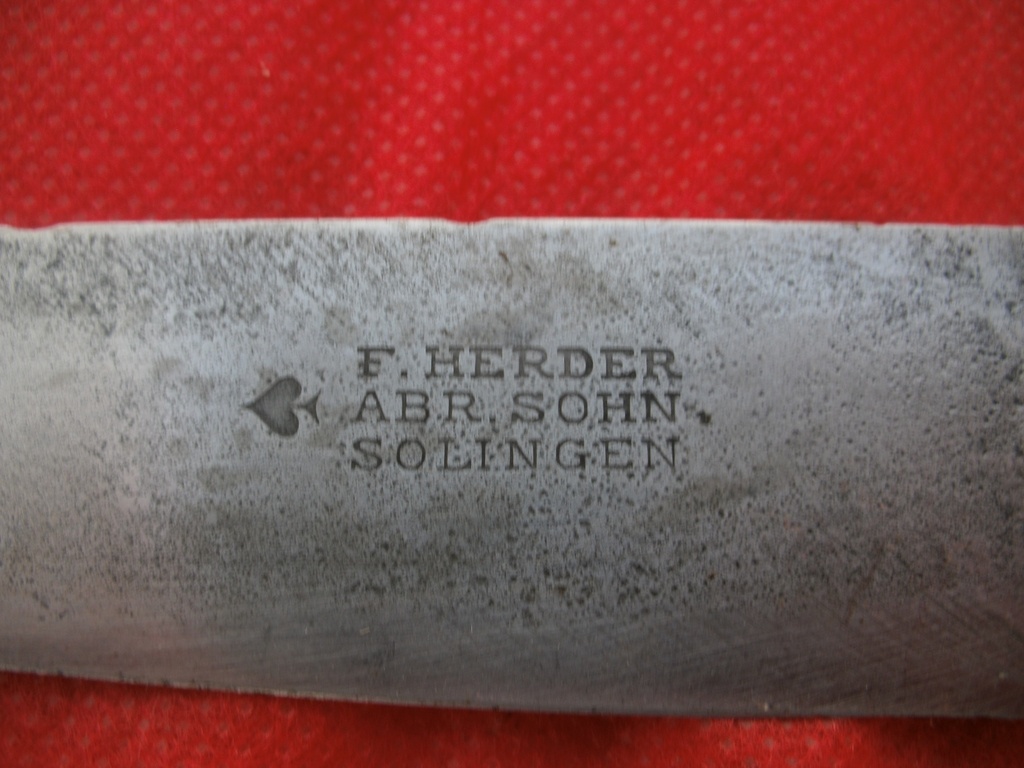 F. HERDER
ABR. SOHN
SOLINGEN